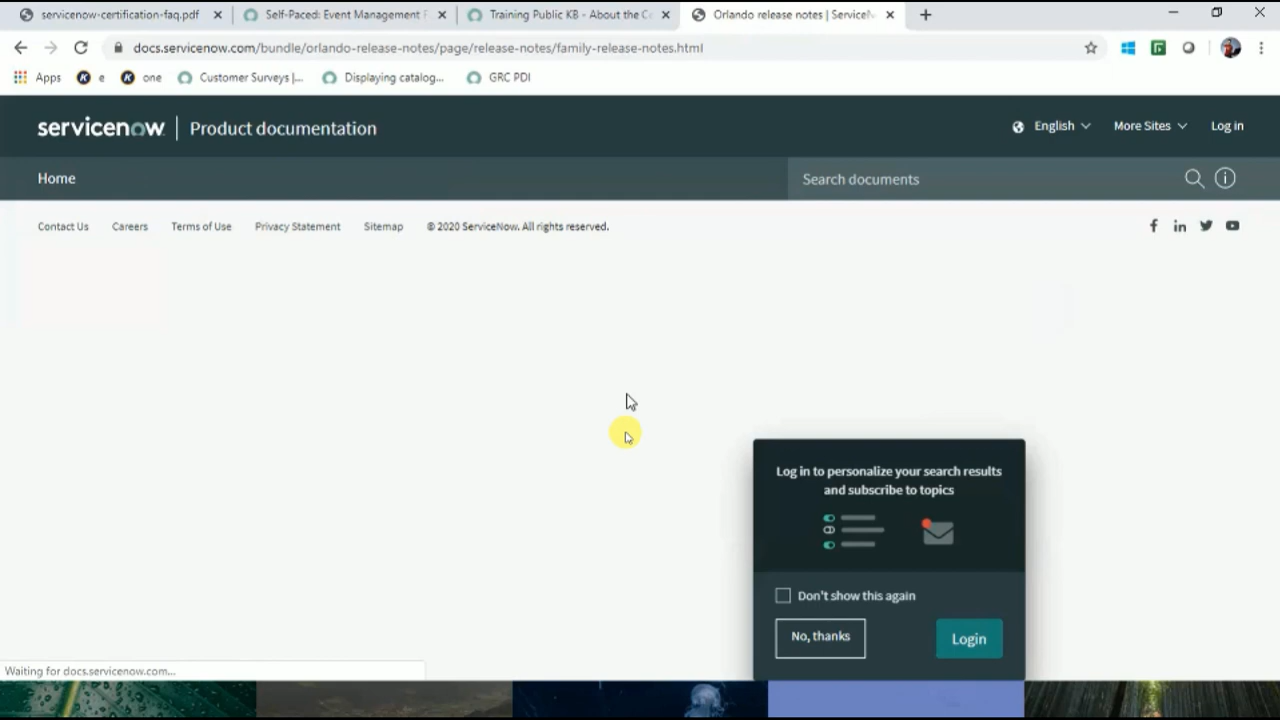 servicenow-certification-faq.pdf
Self-Paced: Event Management F
Training Public KB - About the Ce
Orlando release notes | ServiceN
docs.servicenow.com/bundle/orlando-release-notes/page/release-notes/family-release-notes.html
Apps
e
one
Customer Surveys |...
Displaying catalog...
GRC PDI
servicenow | Product documentation
English
More Sites
Log in
Home
Search documents
Contact Us
Careers
Terms of Use
Privacy Statement
Sitemap
© 2020 ServiceNow. All rights reserved.
Log in to personalize your search results
and subscribe to topics
Don't show this again
No, thanks
Login
Waiting for docs.servicenow.com...